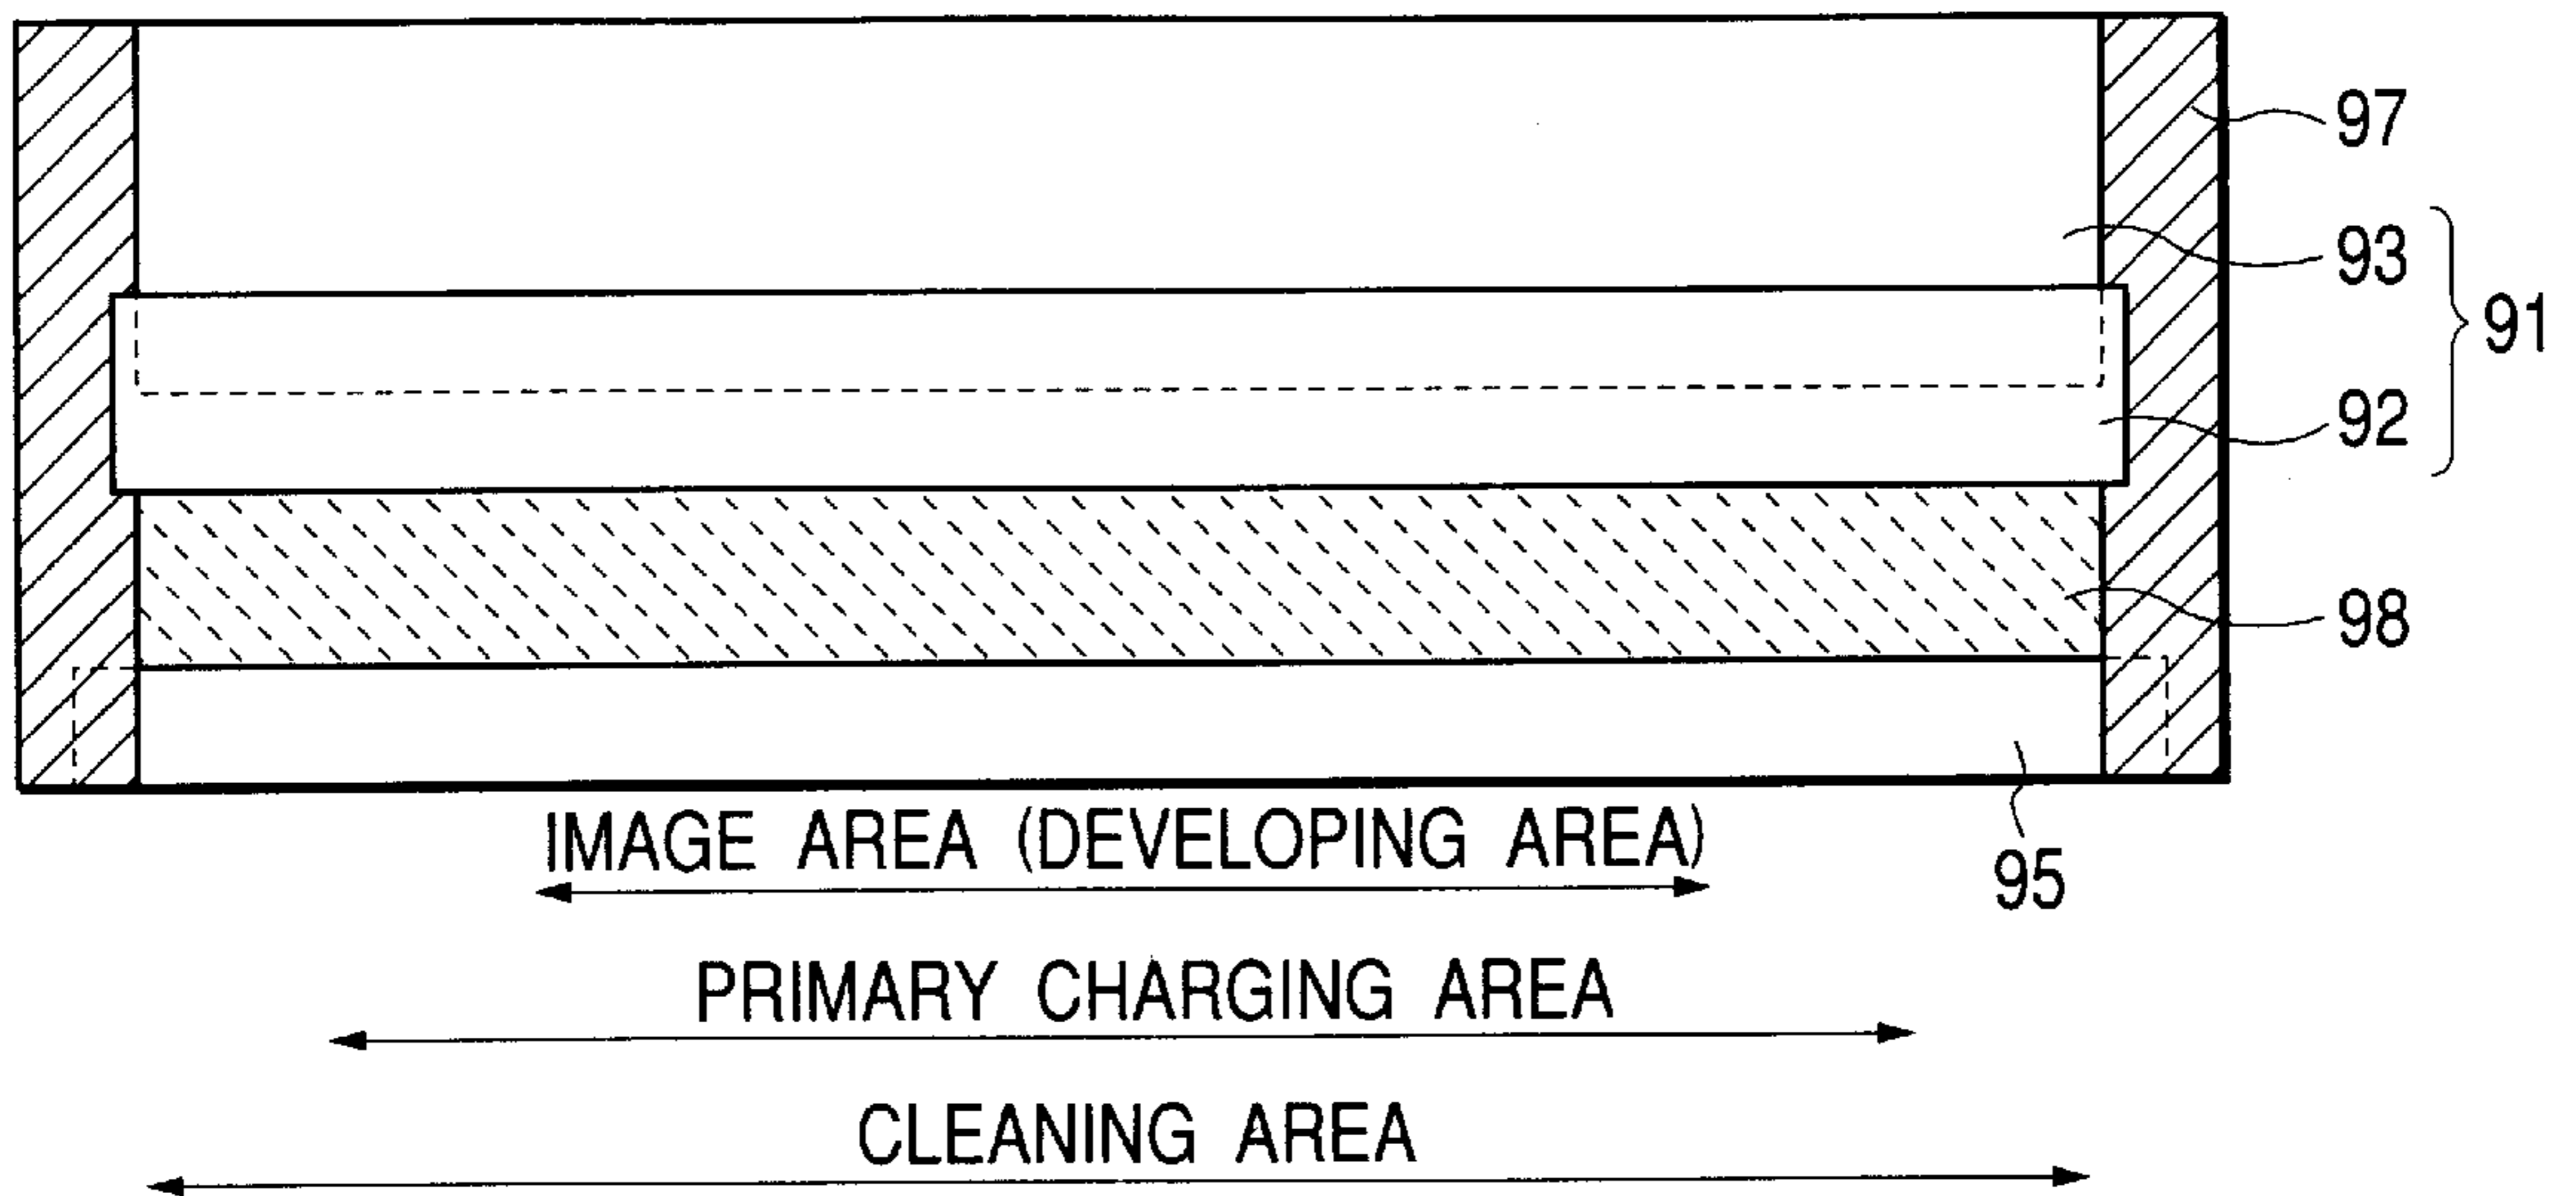 97
93
91
92
98
IMAGE AREA (DEVELOPING AREA)
95
PRIMARY CHARGING AREA
CLEANING AREA